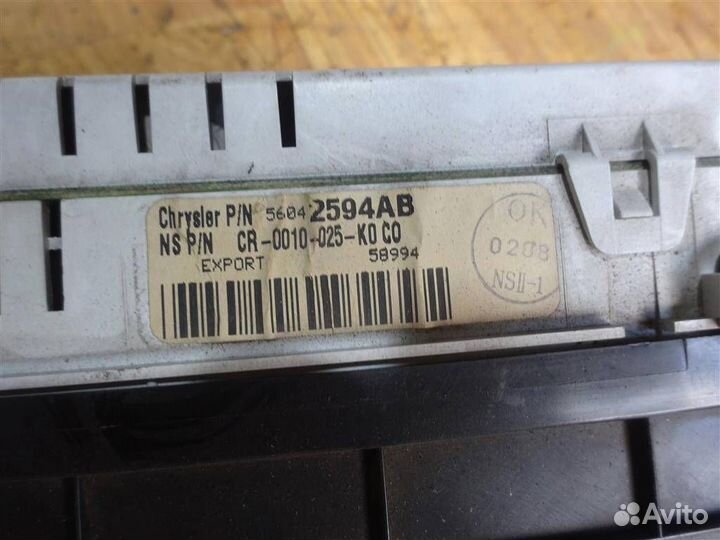 Chrysler P/N 56042594AB
NS P/N CR-0010-025-K0 C0
EXPORT 58994
OK
0208
NSII-1
Avito